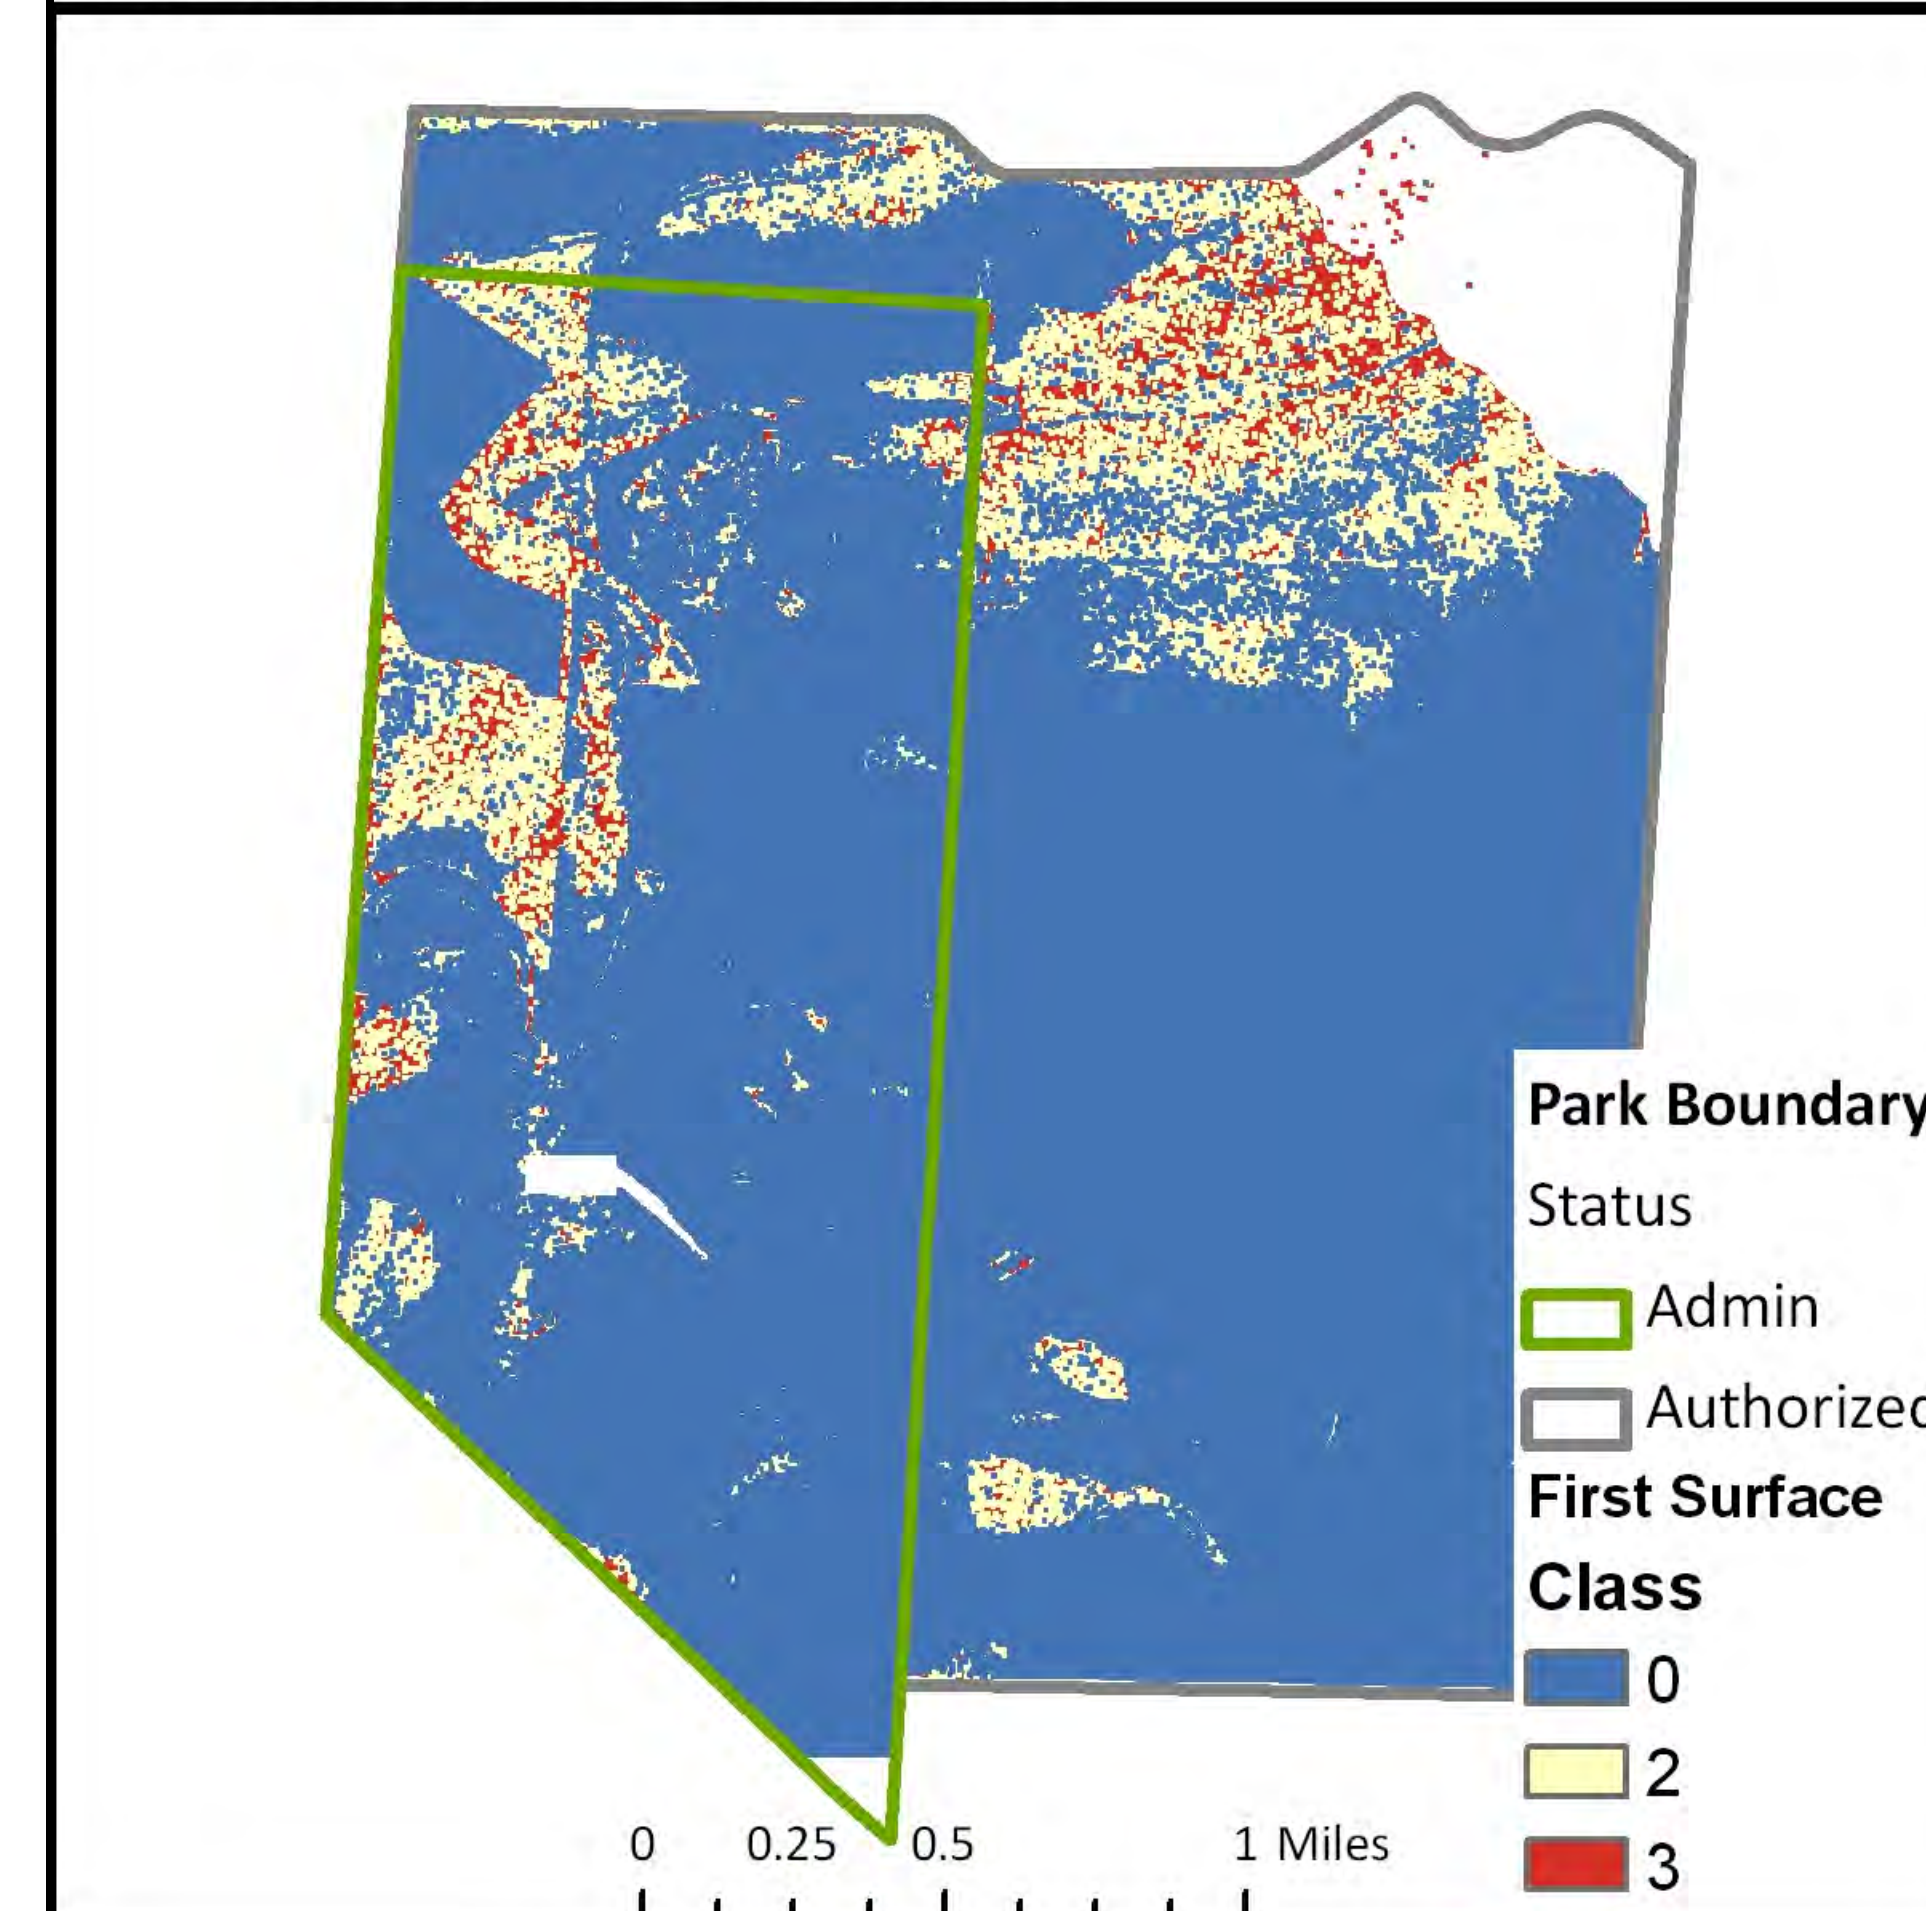 Park Boundary
Status
Admin
Authorized
First Surface
Class
0
2
3
0 0.25 0.5 1 Miles